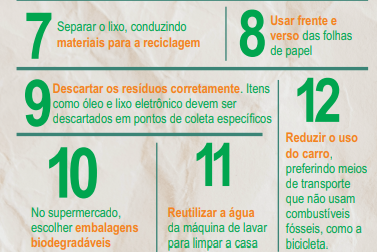 7
Separar o lixo, conduzindo
materiais para a reciclagem
8
Usar frente e
verso das folhas
de papel
9
Descartar os resíduos corretamente. Itens
como óleo e lixo eletrônico devem ser
descartados em pontos de coleta específicos
10
No supermercado,
escolher embalagens
biodegradáveis
11
Reutilizar a água
da máquina de lavar
para limpar a casa
12
Reduzir o uso
do carro,
preferindo meios
de transporte
que não usam
combustíveis
fósseis, como a
bicicleta.